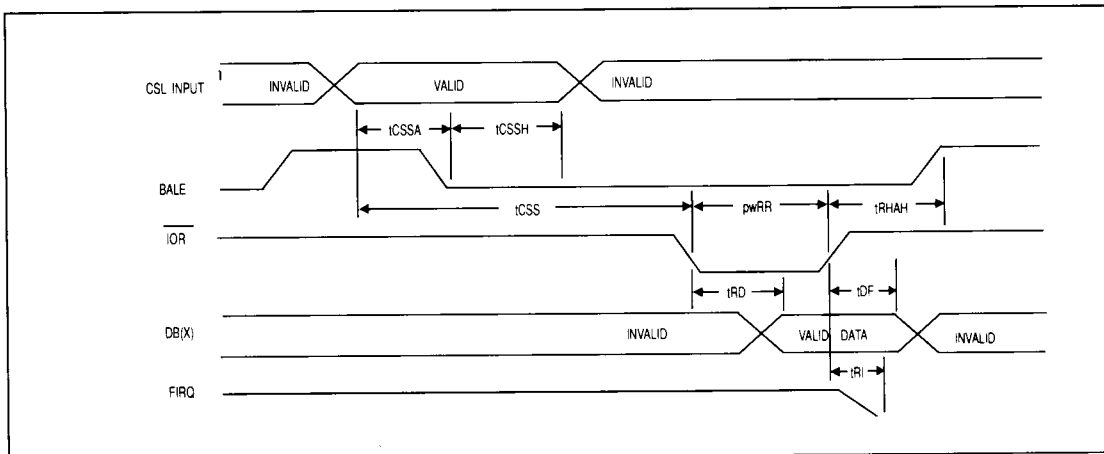 CSL INPUT INVALID VALID INVALID
tCSSA tCSSH
BALE
tCSS pwRR tRHAH
IOR
tRD tDF
DB(X) INVALID VALID DATA INVALID
tRI
FIRQ